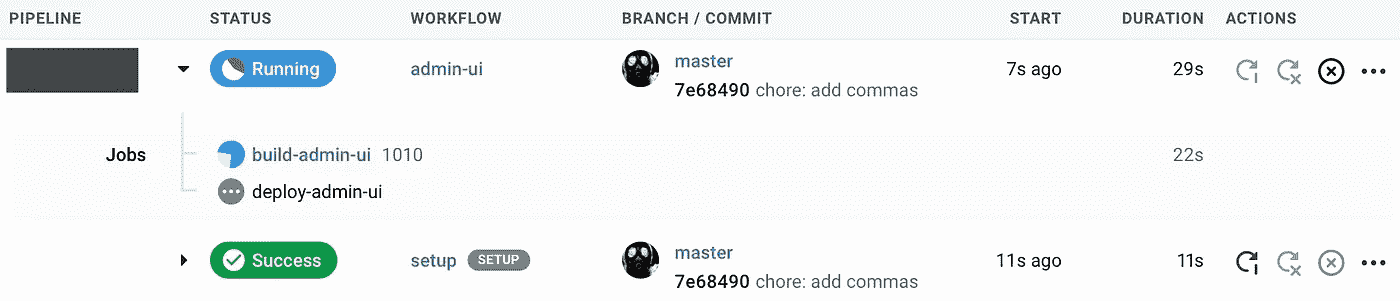 PIPELINE STATUS WORKFLOW BRANCH / COMMIT START DURATION ACTIONS
Running admin-ui master 7s ago 29s
7e68490 chore: add commas
Jobs build-admin-ui 1010 22s
deploy-admin-ui
Success setup SETUP master 11s ago 11s
7e68490 chore: add commas